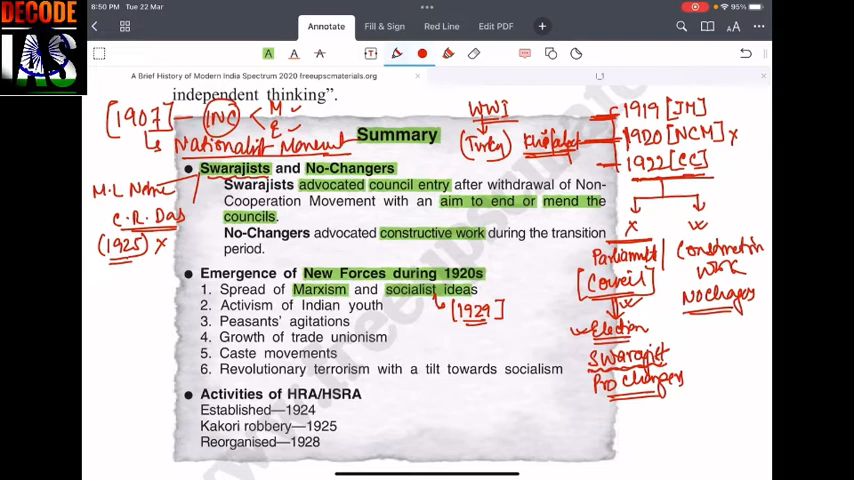 DECODE
IAS
8:50 PM Tue 22 Mar
95%
Annotate
Fill & Sign
Red Line
Edit PDF
A Brief History of Modern India Spectrum 2020 freeupscmaterials.org
l_1
independent thinking”.
[1907] — INC < M
E
Nationalist
Summary
● Swarajists and No-Changers
Swarajists advocated council entry after withdrawal of Non-
Cooperation Movement with an aim to end or mend the
councils.
No-Changers advocated constructive work during the transition
period.
● Emergence of New Forces during 1920s
1. Spread of Marxism and socialist ideas
2. Activism of Indian youth
[1929]
3. Peasants’ agitations
4. Growth of trade unionism
5. Caste movements
6. Revolutionary terrorism with a tilt towards socialism
● Activities of HRA/HSRA
Established—1924
Kakori robbery—1925
Reorganised—1928
M.L Nehru
C.R. Das
(1925) x
WWI
(Turky)
Khilafat
1919 [JM]
1920 [NCM] x
1922 [CC]
x
Parliament
[Council]
Election
Swarajist
Pro Changers
Work
No Chages